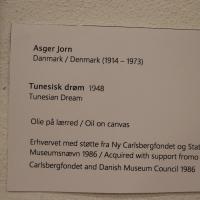 Asger Jorn
Danmark / Denmark (1914 – 1973)
Tunesisk drøm 1948
Tunesian Dream
Olie på lærred / Oil on canvas
Erhvervet med støtte fra Ny Carlsbergfondet og Stat
Museumsnævn 1986 / Acquired with support from
Carlsbergfondet and Danish Museum Council 1986